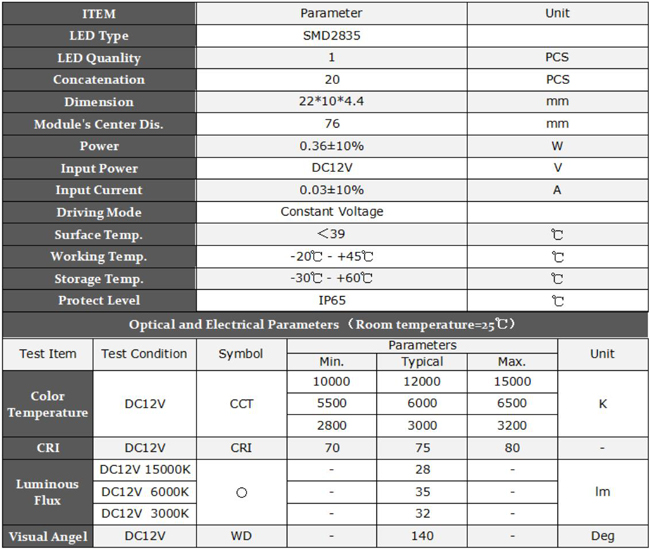 ITEM Parameter Unit
LED Type SMD2835
LED Quanlity 1 PCS
Concatenation 20 PCS
Dimension 22*10*4.4 mm
Module's Center Dis. 76 mm
Power 0.36±10% W
Input Power DC12V V
Input Current 0.03±10% A
Driving Mode Constant Voltage
Surface Temp. ＜39 ℃
Working Temp. -20℃ - +45℃ ℃
Storage Temp. -30℃ - +60℃ ℃
Protect Level IP65 ℃
Optical and Electrical Parameters（Room temperature=25℃）
Test Item Test Condition Symbol Parameters Unit
Min. Typical Max.
Color Temperature DC12V CCT 10000 12000 15000 K
5500 6000 6500
2800 3000 3200
CRI DC12V CRI 70 75 80 -
Luminous Flux DC12V 15000K ○ - 28 - lm
DC12V 6000K - 35 -
DC12V 3000K - 32 -
Visual Angel DC12V WD - 140 - Deg